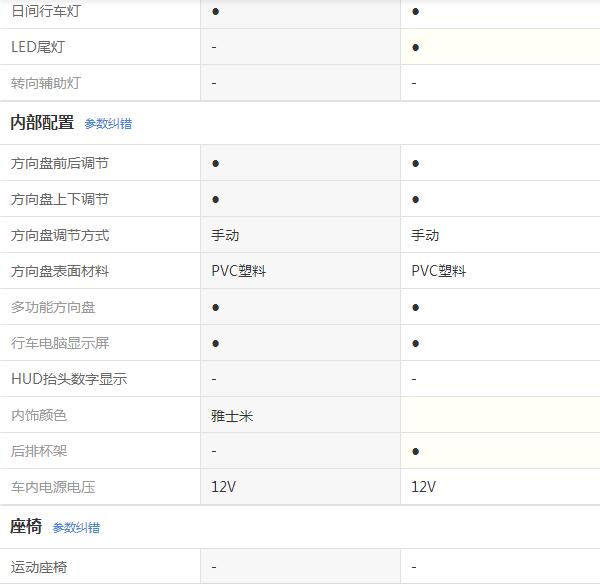 日间行车灯 ● ●
LED尾灯 - ●
转向辅助灯 - -
内部配置 参数纠错
方向盘前后调节 ● ●
方向盘上下调节 ● ●
方向盘调节方式 手动 手动
方向盘表面材料 PVC塑料 PVC塑料
多功能方向盘 ● ●
行车电脑显示屏 ● ●
HUD抬头数字显示 - -
内饰颜色 雅士米
后排杯架 - ●
车内电源电压 12V 12V
座椅 参数纠错
运动座椅 - -